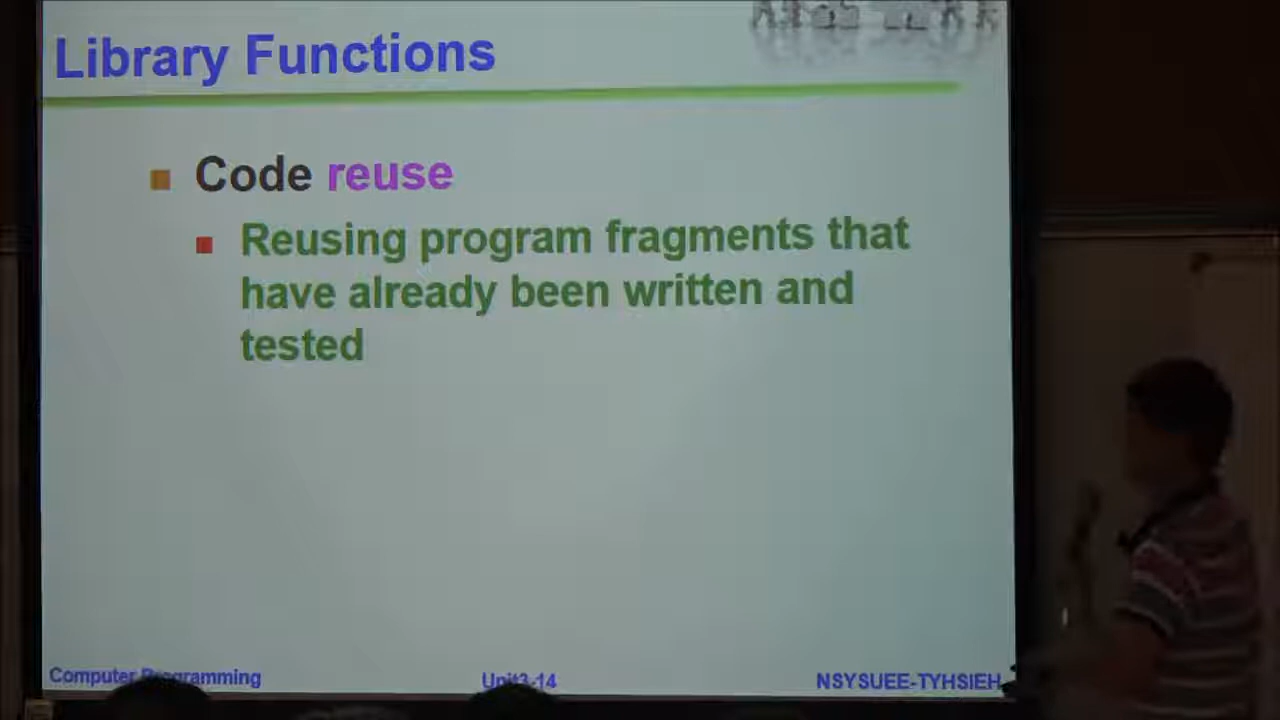 Library Functions
Code reuse
Reusing program fragments that
have already been written and
tested
Computer Programming
Unit3-14
NSYSUEE-TYHSIEH